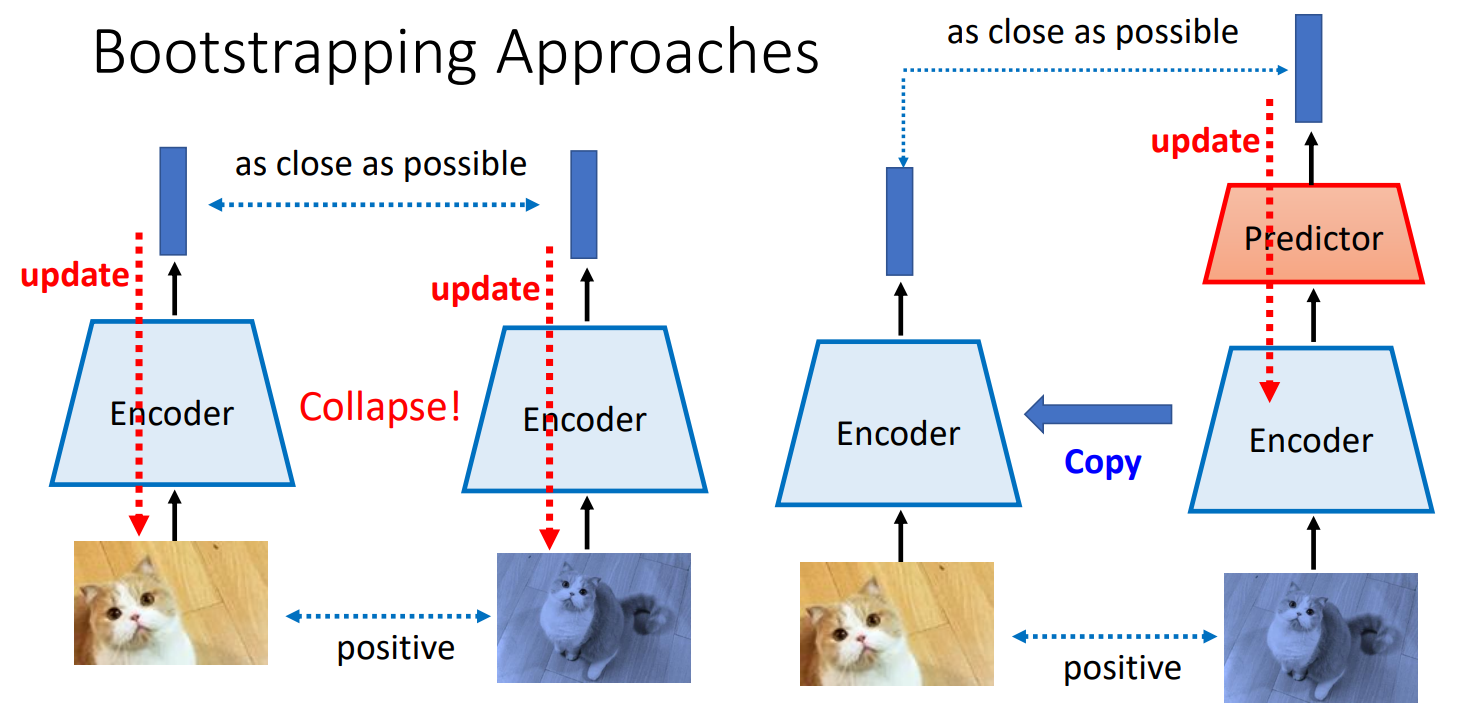 Bootstrapping Approaches
as close as possible
update
update
Encoder
Collapse!
Encoder
positive
as close as possible
update
Predictor
Encoder
Copy
Encoder
positive